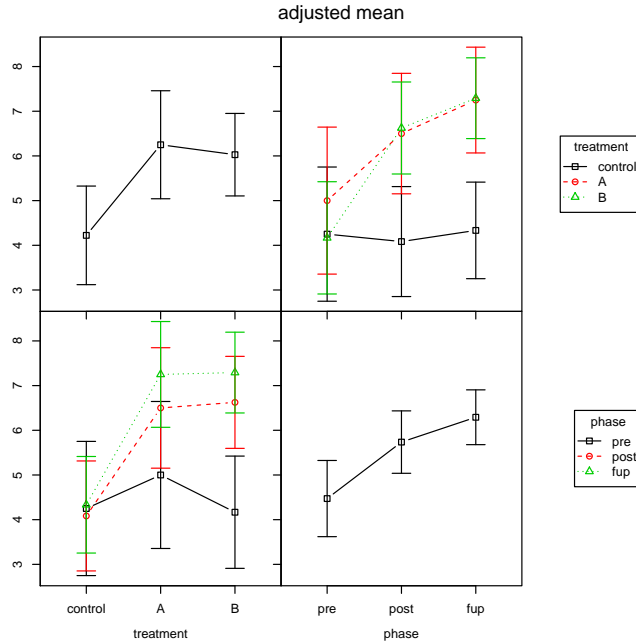 adjusted mean
8
7
6
5
4
3
treatment
control
A
B
8
7
6
5
4
3
phase
pre
post
fup
control
A
B
pre
post
fup
treatment
phase